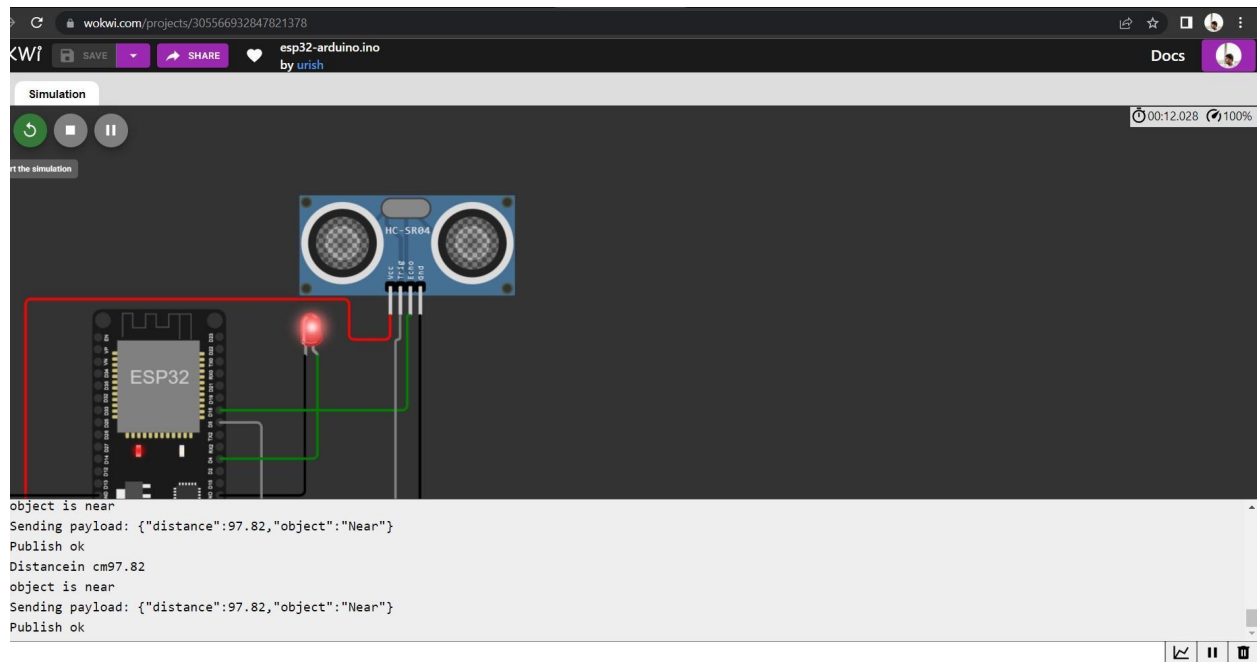 wokwi.com/projects/305566932847821378
KWi SAVE SHARE esp32-arduino.ino
by urish
Docs
Simulation
00:12.028 100%
rt the simulation
HC-SR04
Vcc
Trig
Echo
Gnd
ESP32
object is near
Sending payload: {"distance":97.82,"object":"Near"}
Publish ok
Distancein cm97.82
object is near
Sending payload: {"distance":97.82,"object":"Near"}
Publish ok